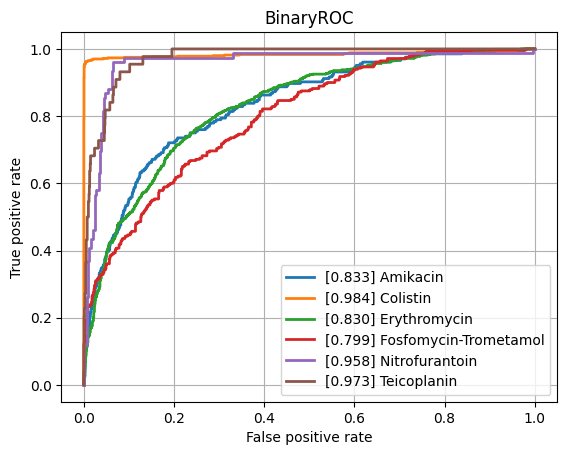 BinaryROC
True positive rate
1.0
0.8
0.6
0.4
0.2
0.0
[0.833] Amikacin
[0.984] Colistin
[0.830] Erythromycin
[0.799] Fosfomycin-Trometamol
[0.958] Nitrofurantoin
[0.973] Teicoplanin
0.0 0.2 0.4 0.6 0.8 1.0
False positive rate